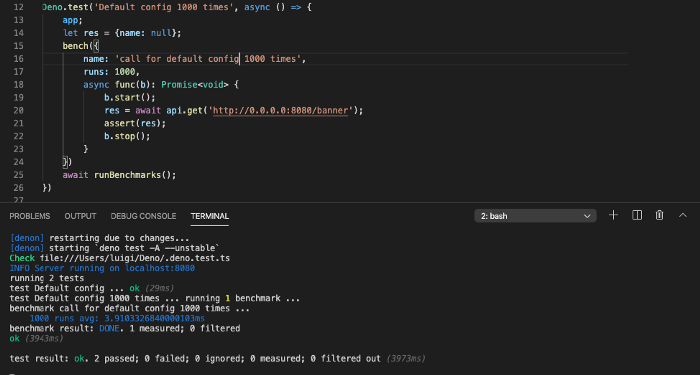 12 Deno.test('Default config 1000 times', async () => {
13 app;
14 let res = {name: null};
15 bench({
16 name: 'call for default config 1000 times',
17 runs: 1000,
18 async func(b): Promise<void> {
19 b.start();
20 res = await api.get('http://0.0.0.0:8080/banner');
21 assert(res);
22 b.stop();
23 }
24 })
25 await runBenchmarks();
26 })
27
PROBLEMS OUTPUT DEBUG CONSOLE TERMINAL 2: bash
[denon] restarting due to changes...
[denon] starting `deno test -A --unstable`
Check file:///Users/luigi/Deno/.deno.test.ts
INFO Server running on localhost:8080
running 2 tests
test Default config ... ok (29ms)
test Default config 1000 times ... running 1 benchmark ...
benchmark call for default config 1000 times ...
1000 runs avg: 3.9103326840000103ms
benchmark result: DONE. 1 measured; 0 filtered
ok (3943ms)
test result: ok. 2 passed; 0 failed; 0 ignored; 0 measured; 0 filtered out (3973ms)